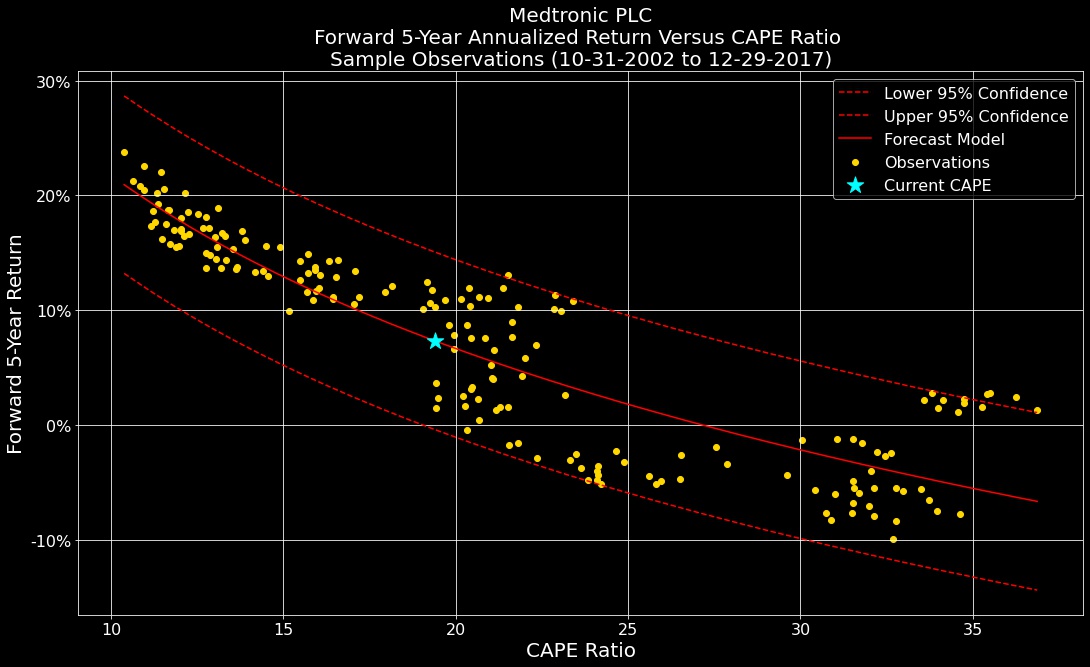 Medtronic PLC
Forward 5-Year Annualized Return Versus CAPE Ratio
Sample Observations (10-31-2002 to 12-29-2017)
Lower 95% Confidence
Upper 95% Confidence
Forecast Model
Observations
Current CAPE
30%
20%
10%
0%
-10%
Forward 5-Year Return
10 15 20 25 30 35
CAPE Ratio